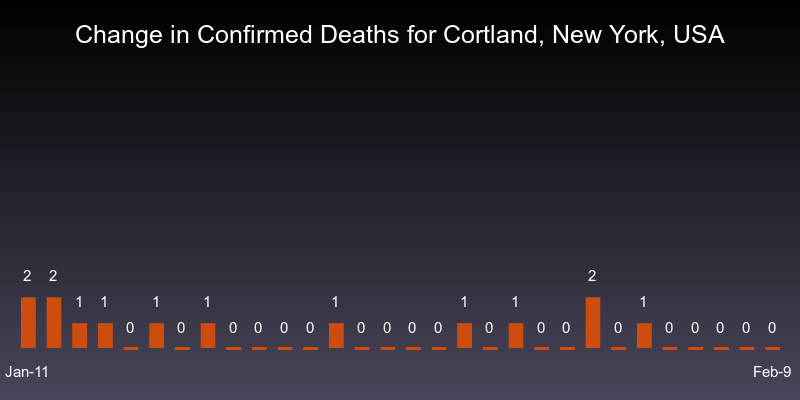 Change in Confirmed Deaths for Cortland, New York, USA
2 2 1 1 0 1 0 1 0 0 0 0 1 0 0 0 0 1 0 1 0 0 2 0 1 0 0 0 0 0
Jan-11 Feb-9